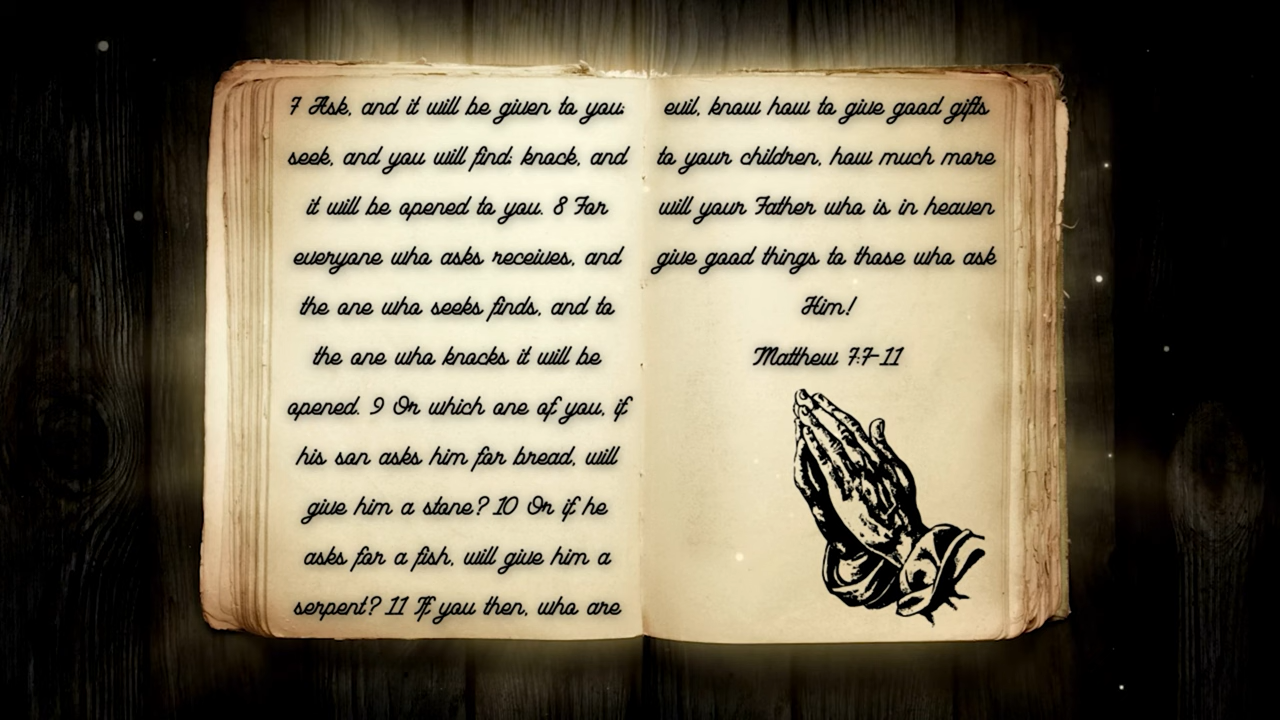 7 Ask, and it will be given to you;
seek, and you will find; knock, and
it will be opened to you. 8 For
everyone who asks receives, and
the one who seeks finds, and to
the one who knocks it will be
opened. 9 Or which one of you, if
his son asks him for bread, will
give him a stone? 10 Or if he
asks for a fish, will give him a
serpent? 11 If you then, who are
evil, know how to give good gifts
to your children, how much more
will your Father who is in heaven
give good things to those who ask
Him!
Matthew 7:7-11